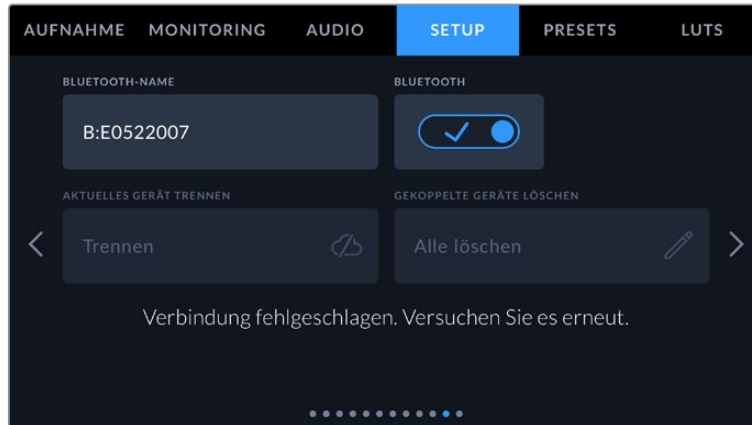 AUFNAHME MONITORING AUDIO SETUP PRESETS LUTS
BLUETOOTH-NAME BLUETOOTH
B:E0522007
AKTUELLES GERÄT TRENNEN GEKOPPELTE GERÄTE LÖSCHEN
Trennen Alle löschen
Verbindung fehlgeschlagen. Versuchen Sie es erneut.